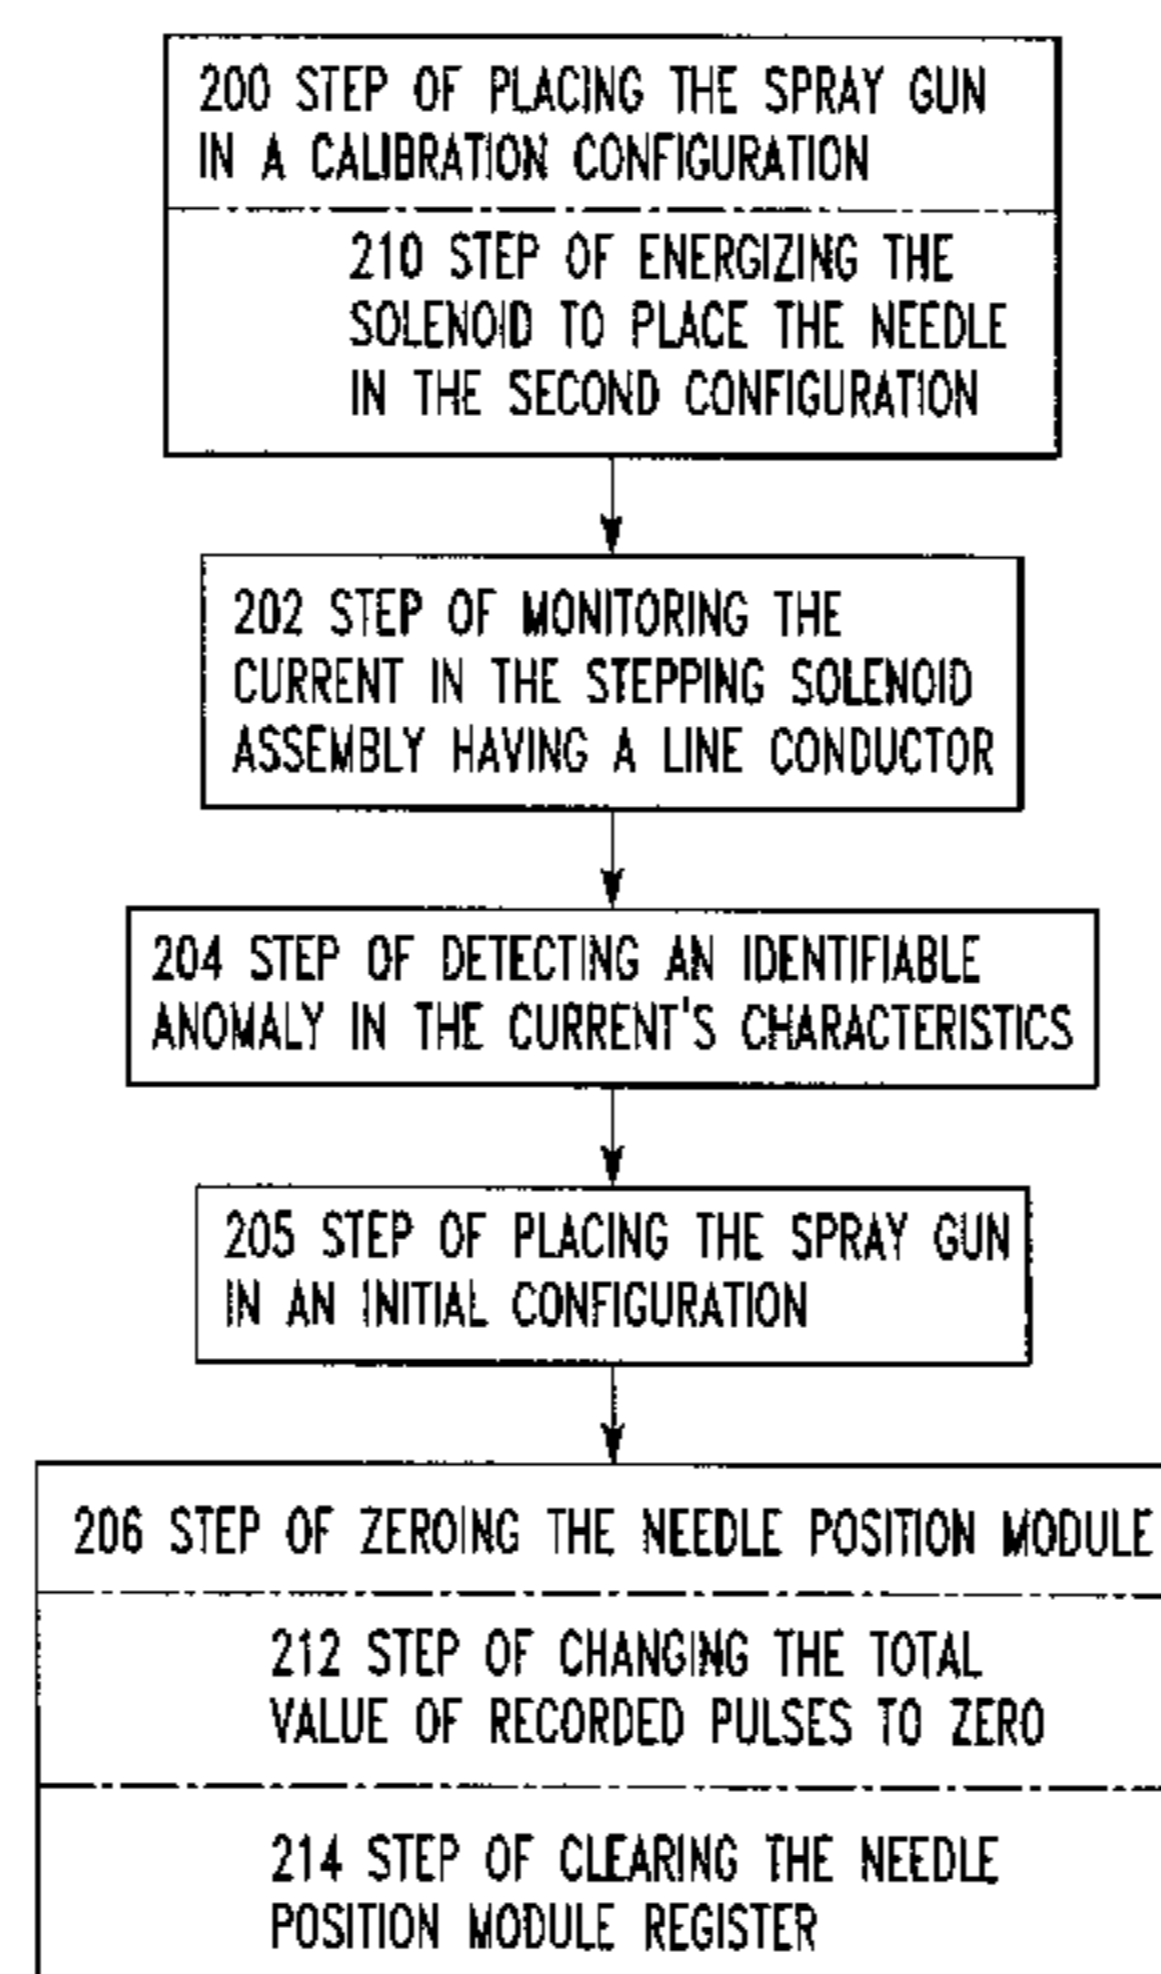 200 STEP OF PLACING THE SPRAY GUN
IN A CALIBRATION CONFIGURATION
210 STEP OF ENERGIZING THE
SOLENOID TO PLACE THE NEEDLE
IN THE SECOND CONFIGURATION
202 STEP OF MONITORING THE
CURRENT IN THE STEPPING SOLENOID
ASSEMBLY HAVING A LINE CONDUCTOR
204 STEP OF DETECTING AN IDENTIFIABLE
ANOMALY IN THE CURRENT'S CHARACTERISTICS
205 STEP OF PLACING THE SPRAY GUN
IN AN INITIAL CONFIGURATION
206 STEP OF ZEROING THE NEEDLE POSITION MODULE
212 STEP OF CHANGING THE TOTAL
VALUE OF RECORDED PULSES TO ZERO
214 STEP OF CLEARING THE NEEDLE
POSITION MODULE REGISTER